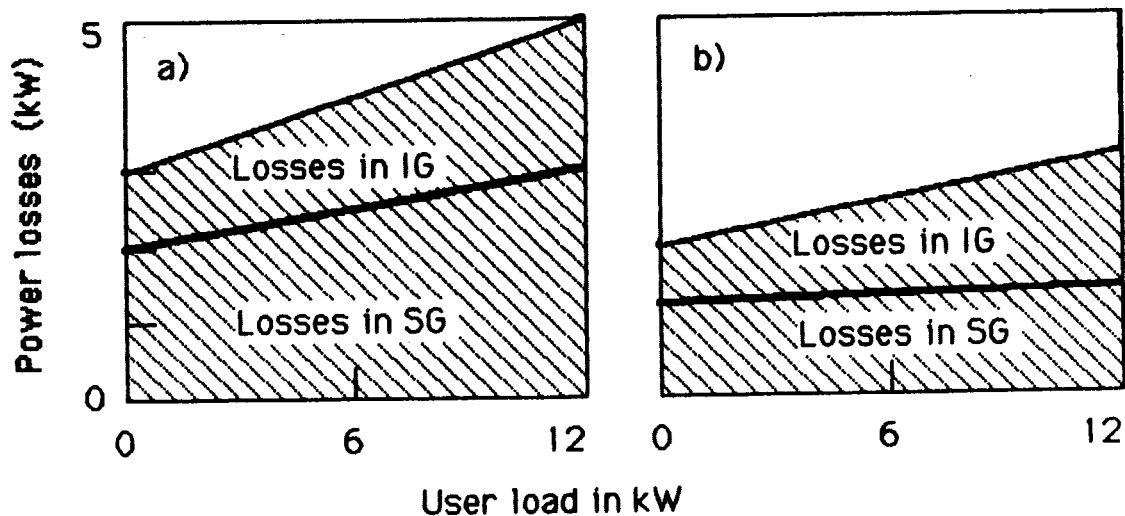 Power losses (kW)
5
0
a)
Losses in IG
Losses in SG
0
6
12
b)
Losses in IG
Losses in SG
0
6
12
User load in kW